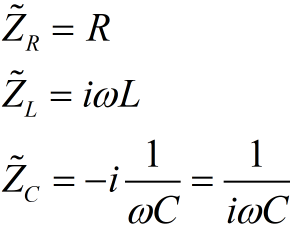 Z̃_R = R
Z̃_L = iωL
Z̃_C = -i 1/ωC = 1/iωC